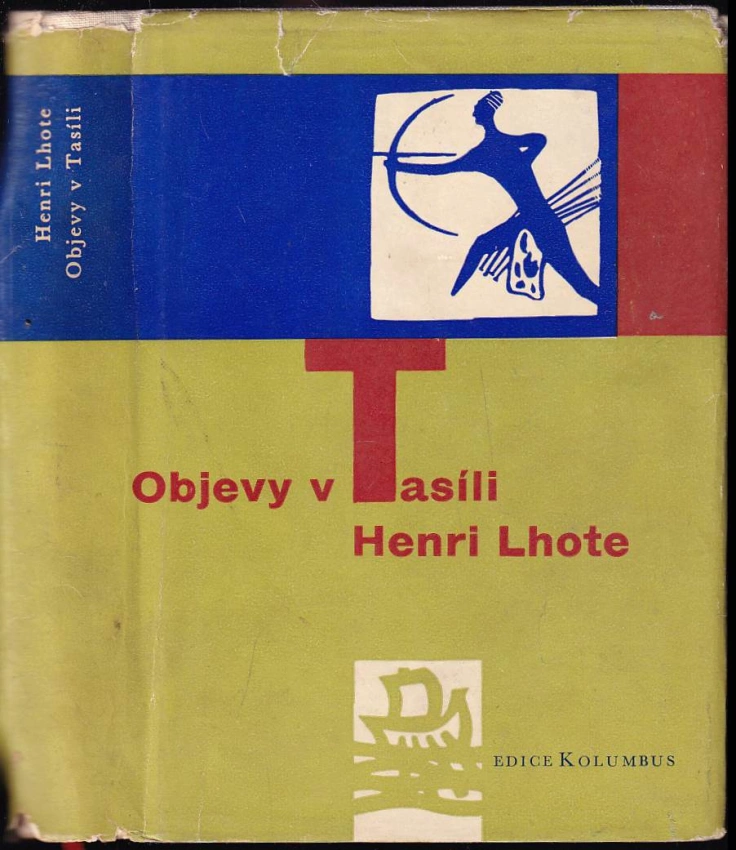 Henri Lhote
Objevy v Tasíli
Objevy v Tasíli
Henri Lhote
EDICE KOLUMBUS